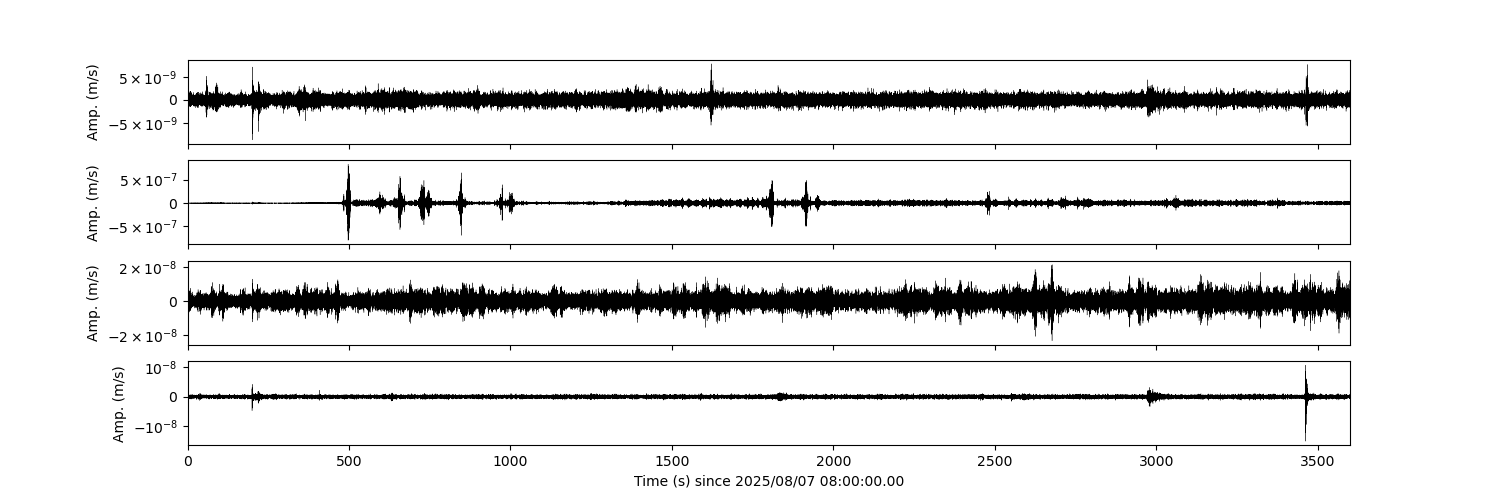 Amp. (m/s)
5 × 10⁻⁹
0
−5 × 10⁻⁹
Amp. (m/s)
5 × 10⁻⁷
0
−5 × 10⁻⁷
Amp. (m/s)
2 × 10⁻⁸
0
−2 × 10⁻⁸
Amp. (m/s)
10⁻⁸
0
−10⁻⁸
0 500 1000 1500 2000 2500 3000 3500
Time (s) since 2025/08/07 08:00:00.00